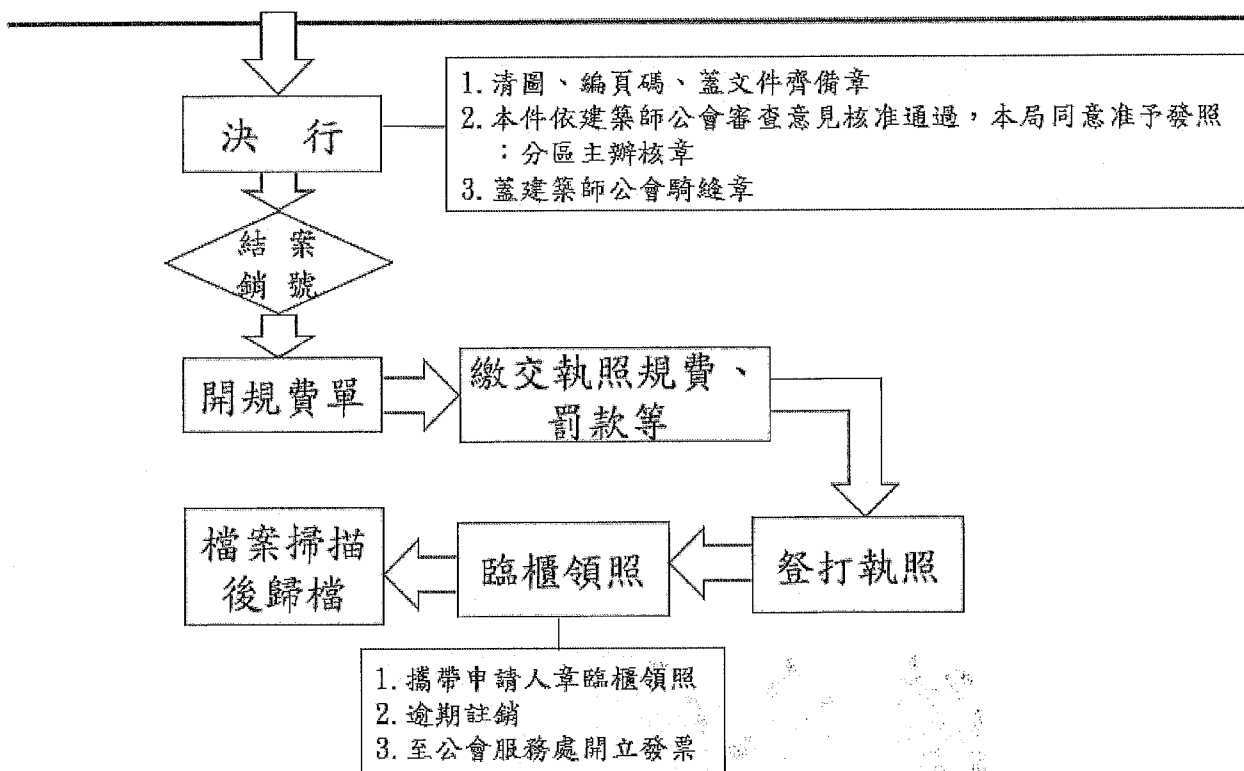 決 行
1. 清圖、編頁碼、蓋文件齊備章
2. 本件依建築師公會審查意見核准通過，本局同意准予發照
：分區主辦核章
3. 蓋建築師公會騎縫章
結 案
銷 號
開規費單
繳交執照規費、
罰款等
登打執照
臨櫃領照
檔案掃描
後歸檔
1. 攜帶申請人章臨櫃領照
2. 逾期註銷
3. 至公會服務處開立發票